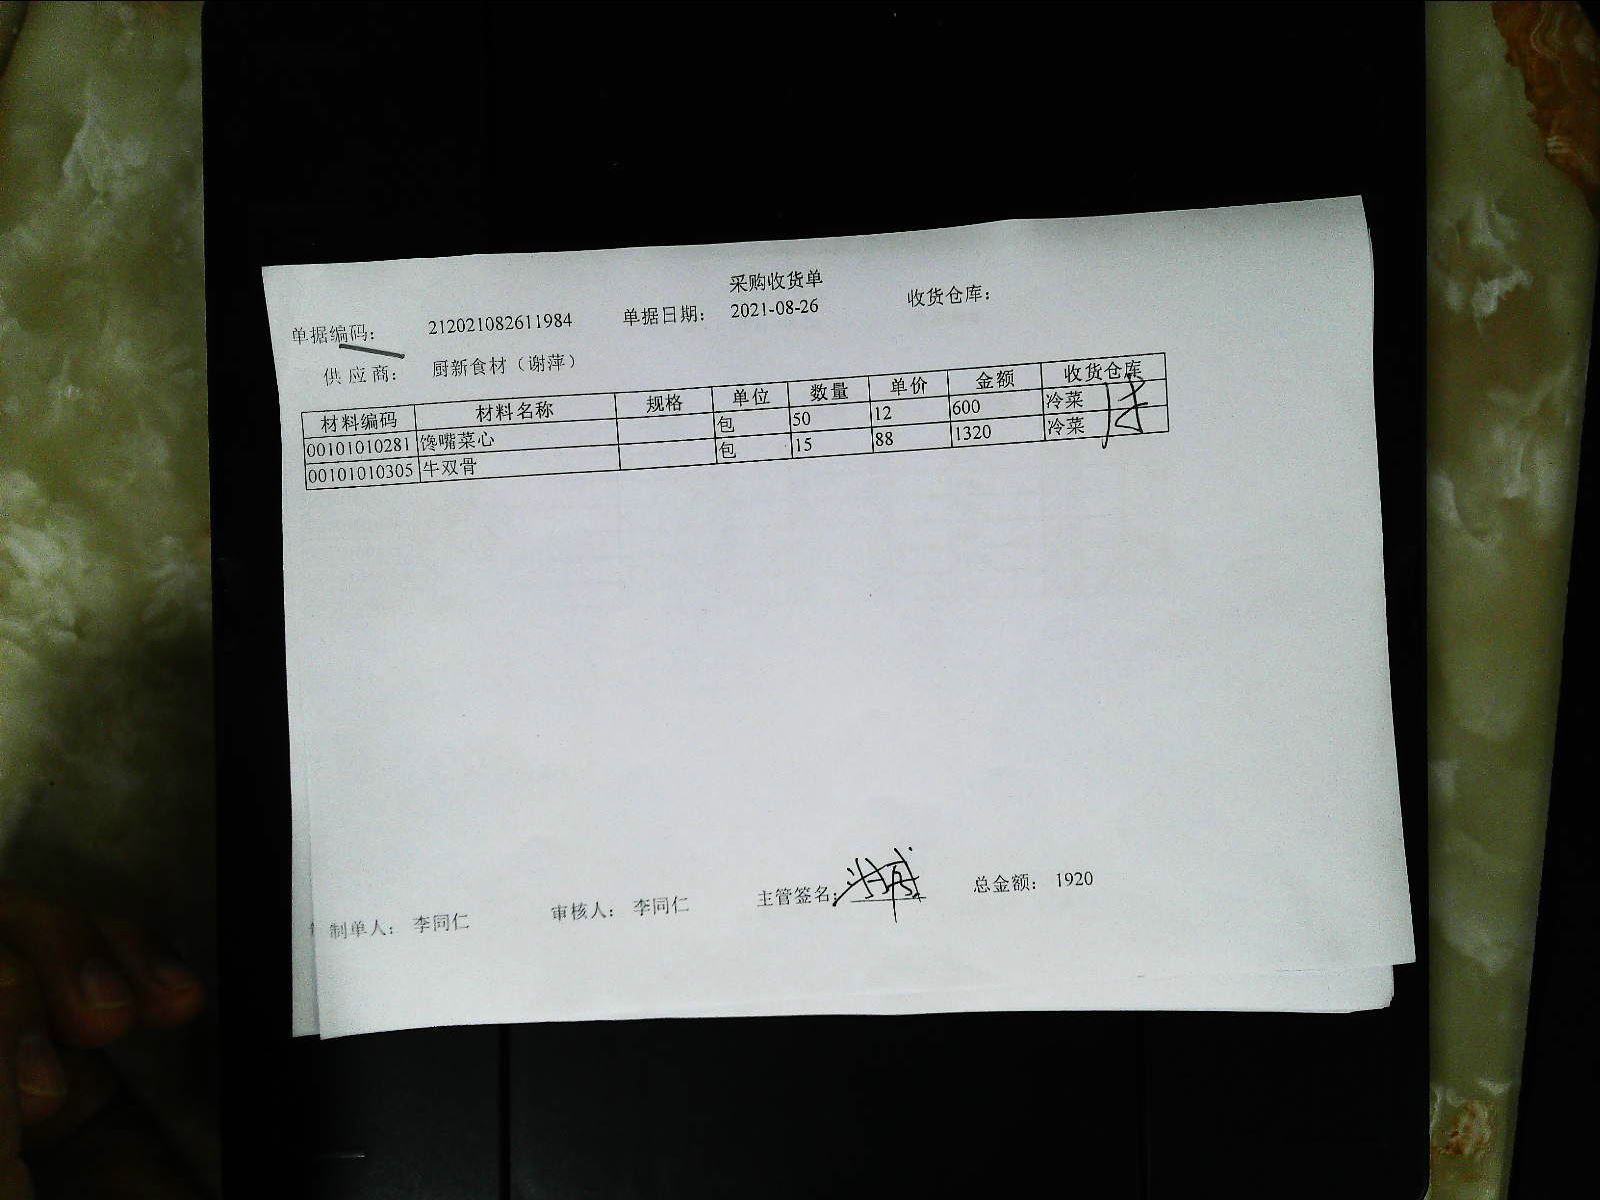 采购收货单
单据编码： 212021082611984 单据日期： 2021-08-26 收货仓库：
供应商： 厨新食材（谢萍）
材料编码 材料名称 规格 单位 数量 单价 金额 收货仓库
00101010281 馋嘴菜心 包 50 12 600 冷菜
00101010305 牛双骨 包 15 88 1320 冷菜
制单人： 李同仁 审核人： 李同仁 主管签名： 总金额： 1920